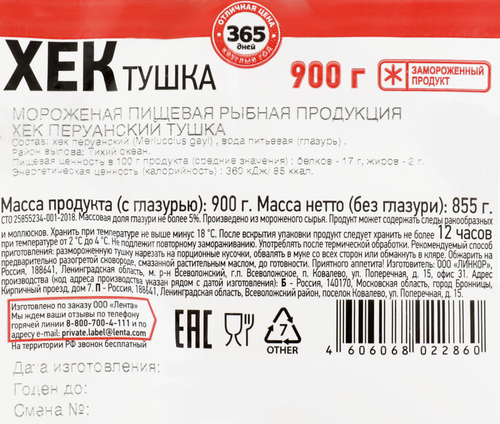 ОТЛИЧНАЯ ЦЕНА
365
дней
КРУГЛЫЙ ГОД
ХЕК ТУШКА
900 г
ЗАМОРОЖЕННЫЙ
ПРОДУКТ
МОРОЖЕНАЯ ПИЩЕВАЯ РЫБНАЯ ПРОДУКЦИЯ
ХЕК ПЕРУАНСКИЙ ТУШКА
Состав: хек перуанский (Merluccius gayi), вода питьевая (глазурь).
Район вылова: Тихий океан.
Пищевая ценность в 100 г продукта (средние значения): белков - 17 г, жиров - 2 г.
Энергетическая ценность (калорийность): 360 кДж/ 85 ккал.
Масса продукта (с глазурью): 900 г. Масса нетто (без глазури): 855 г.
СТО 25855234-001-2018. Массовая доля глазури не более 5%. Произведено из мороженого сырья. Продукт может содержать следы ракообразных
и моллюсков. Хранить при температуре не выше минус 18 °С. После вскрытия упаковки продукт следует хранить не более 12 часов
при температуре от 2 °С до 4 °С. Не подлежит повторному замораживанию. Употреблять после термической обработки. Рекомендуемый способ
приготовления: размороженную тушку нарезать на порционные кусочки, обвалять в муке со всех сторон, выложить на сковороду и обжарить на
предварительно разогретой сковороде, смазанной растительным маслом, до готовности. Приятного аппетита! Изготовитель: ООО «ЛИНКОР»,
Россия, 188641, Ленинградская область, м. р-н Всеволожский, г.п. Всеволожское, п. Ковалево, ул. Поперечная, д. 15, Адрес
производства (код адреса производства указан рядом с датой изготовления): Б - Россия, 140170, Московская область, город Бронницы,
Кирпичный проезд, дом 7. П - Россия, 188641, Ленинградская область, Всеволожский район, поселок Ковалево, ул. Поперечная, дом 15.
Изготовлено по заказу ООО «Лента»
Мы ждем ваши отзывы по телефону
горячей линии 8-800-700-4-111 и по
адресу e-mail: private.label@lenta.com
На территории РФ звонок бесплатный
EAC
7
OTHER
4 606068 022860
Дата изготовления:
Годен до:
Смена №: